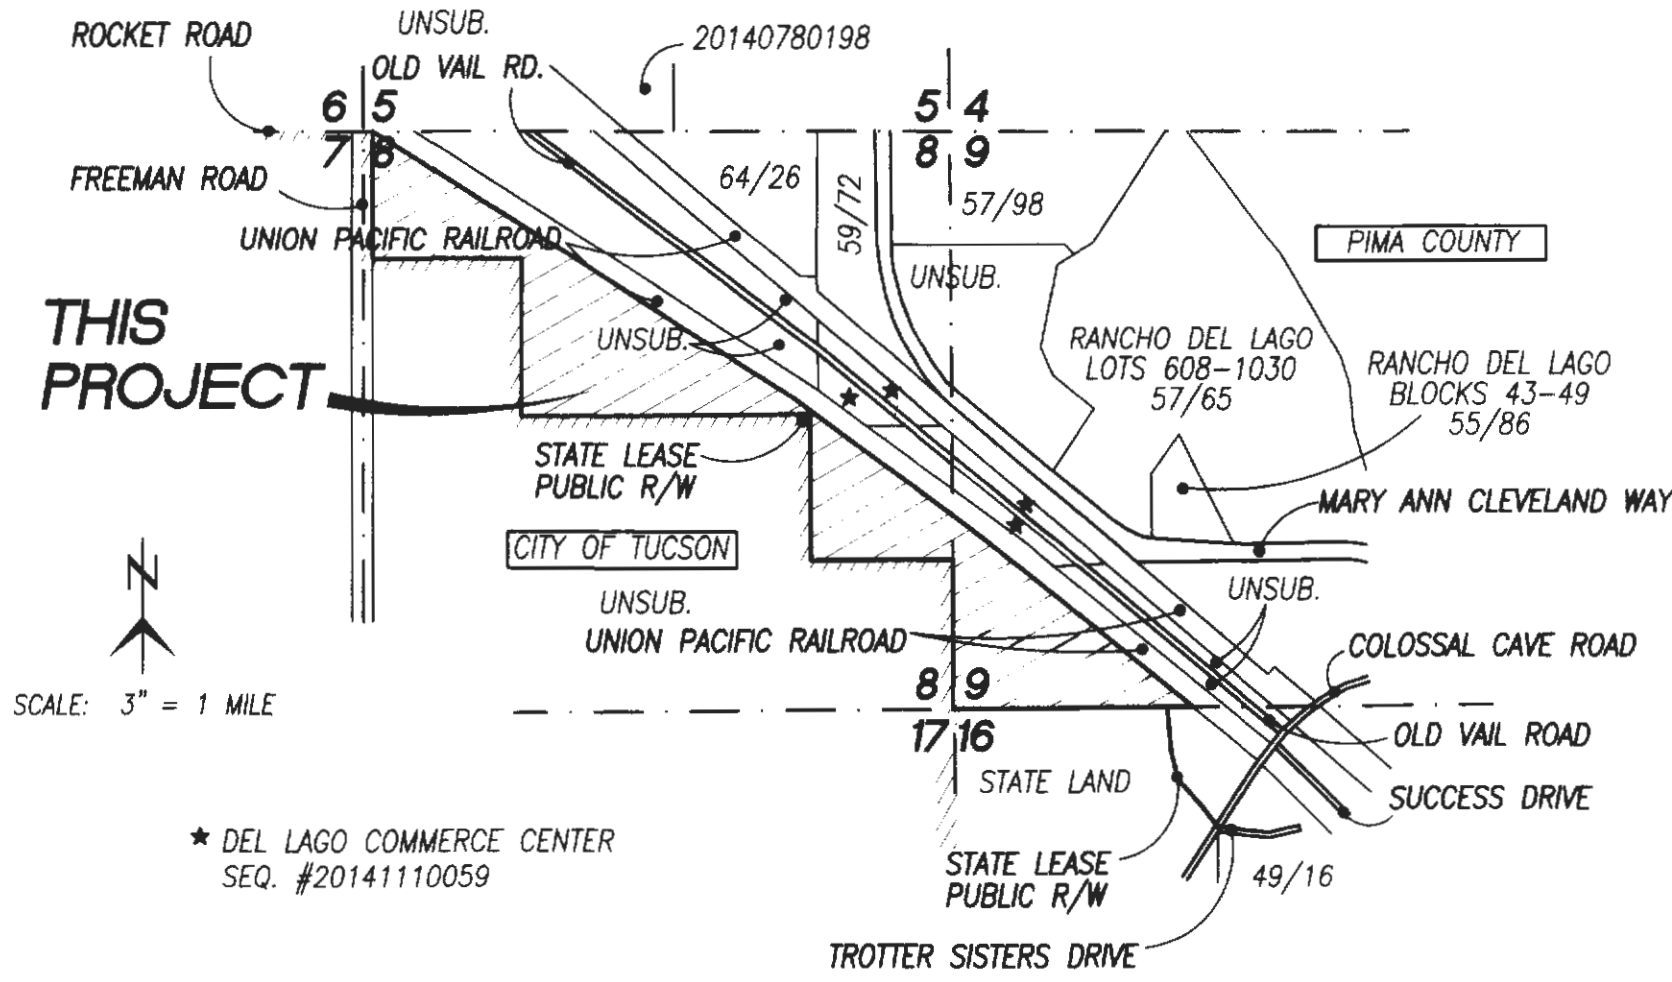 ROCKET ROAD
UNSUB.
20140780198
OLD VAIL RD.
6 5
5 4
7 8
8 9
FREEMAN ROAD
64/26
59/72
57/98
UNION PACIFIC RAILROAD
PIMA COUNTY
UNSUB.
THIS
PROJECT
UNSUB.
RANCHO DEL LAGO
LOTS 608-1030
57/65
RANCHO DEL LAGO
BLOCKS 43-49
55/86
STATE LEASE
PUBLIC R/W
MARY ANN CLEVELAND WAY
CITY OF TUCSON
N
UNSUB.
UNSUB.
UNION PACIFIC RAILROAD
COLOSSAL CAVE ROAD
8 9
SCALE: 3" = 1 MILE
17 16
OLD VAIL ROAD
STATE LAND
SUCCESS DRIVE
★ DEL LAGO COMMERCE CENTER
SEQ. #20141110059
STATE LEASE
PUBLIC R/W
49/16
TROTTER SISTERS DRIVE